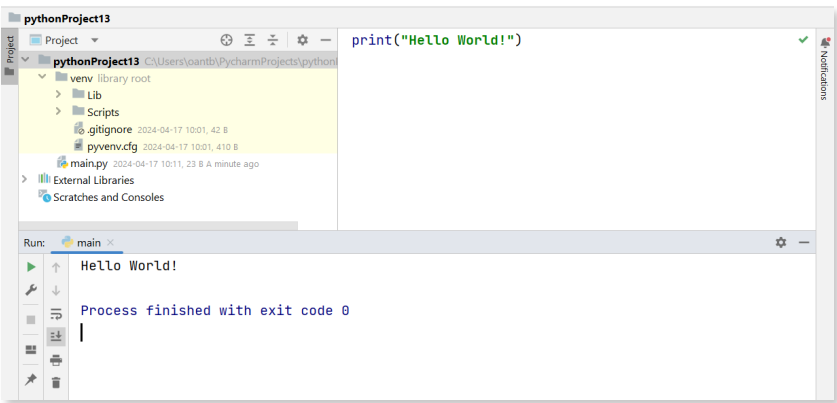 pythonProject13
Project
Project
pythonProject13 C:\Users\oantb\PycharmProjects\python
venv library root
Lib
Scripts
.gitignore 2024-04-17 10:01, 42 B
pyvenv.cfg 2024-04-17 10:01, 410 B
main.py 2024-04-17 10:11, 23 B A minute ago
External Libraries
Scratches and Consoles
print("Hello World!")
Notifications
Run: main
Hello World!
Process finished with exit code 0